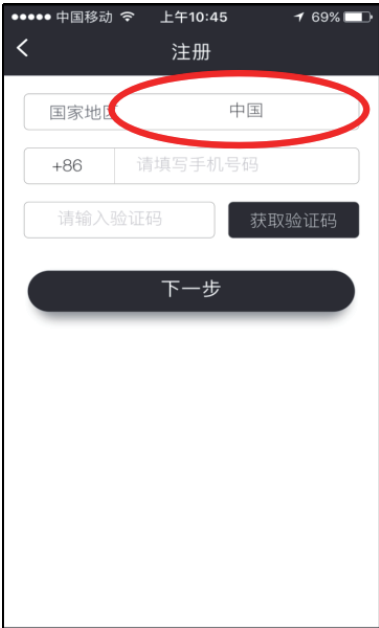 中国移动 上午10:45 69%
注册
国家地区 中国
+86 请填写手机号码
请输入验证码 获取验证码
下一步